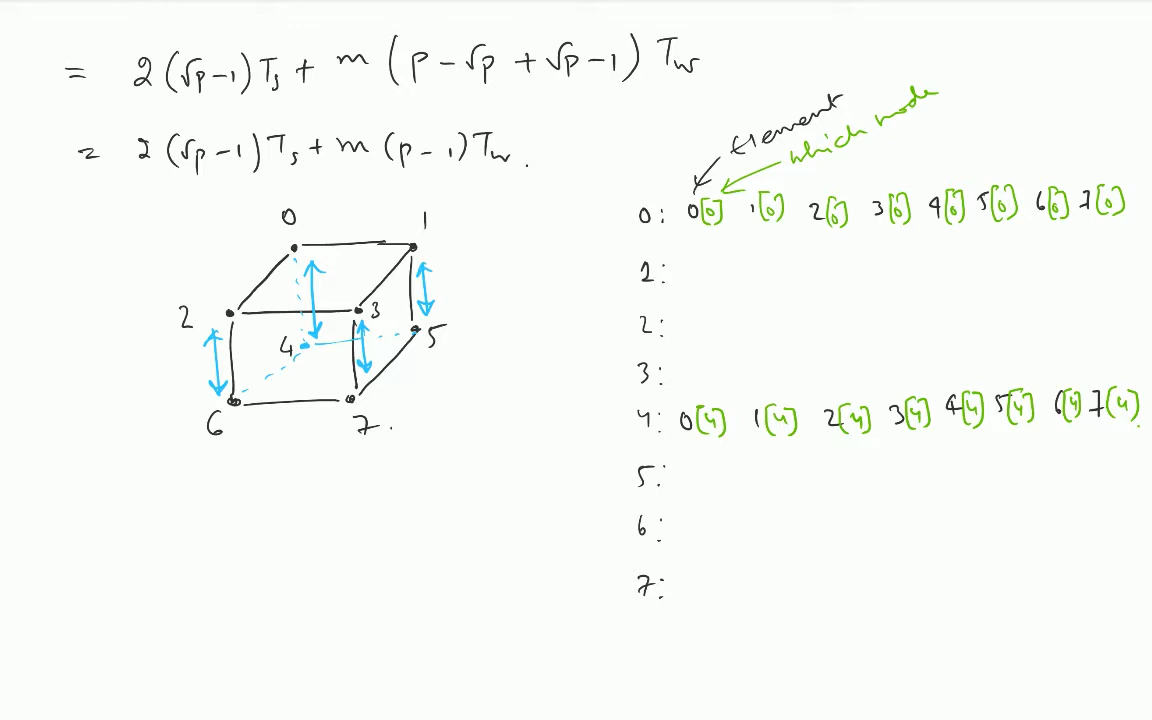 = 2(√p-1)Ts + m (p-√p + √p-1) Tw
= 2(√p-1)Ts + m (p-1) Tw.
Element
which node
0: 0[0] 1[0] 2[0] 3[0] 4[0] 5[0] 6[0] 7[0]
1:
2:
3:
4: 0[4] 1[4] 2[4] 3[4] 4[4] 5[4] 6[4] 7[4].
5:
6:
7:
0 1
2 3
4 5
6 7.